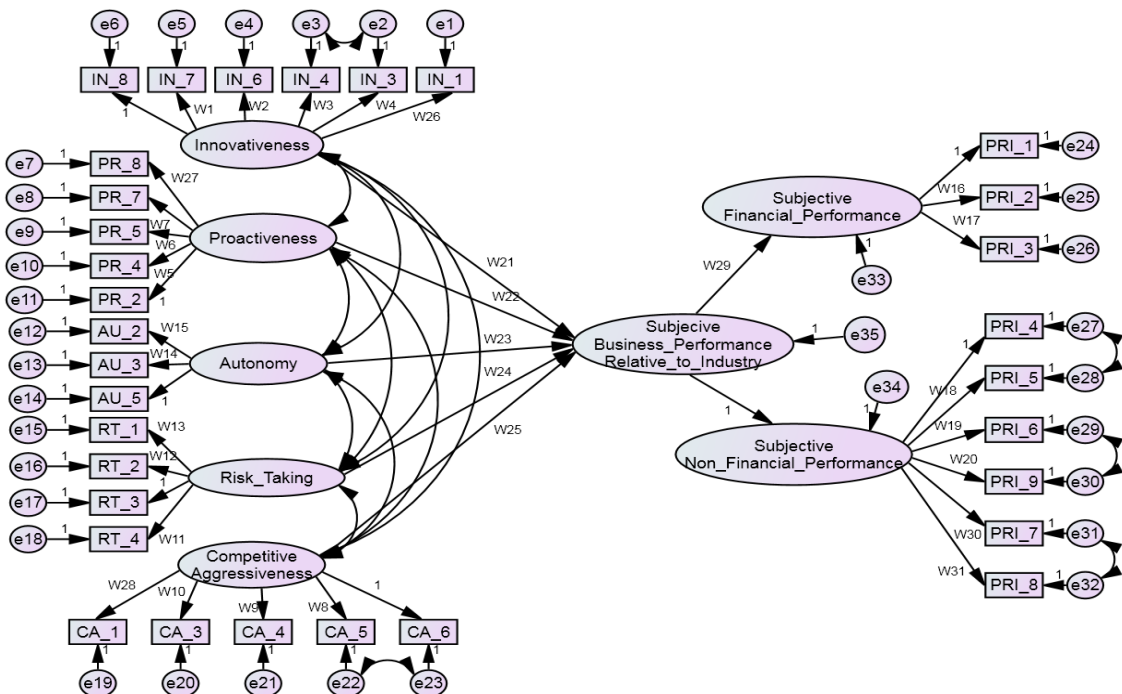 e6 e5 e4 e3 e2 e1
1 1 1 1 1 1
IN_8 IN_7 IN_6 IN_4 IN_3 IN_1
1 W1 W2 W3 W4 W26
Innovativeness
e7 1 PR_8
W27
e8 1 PR_7
e9 1 PR_5 W7
W6
e10 1 PR_4
W5
e11 1 PR_2 1
Proactiveness
e12 1 AU_2 W15
e13 1 AU_3 W14
e14 1 AU_5 1
Autonomy
e15 1 RT_1 W13
e16 1 RT_2 W12
e17 1 RT_3 1
e18 1 RT_4 W11
Risk_Taking
Competitive
Aggressiveness
W28 W10 W9 W8 1
CA_1 CA_3 CA_4 CA_5 CA_6
1 1 1 1 1
e19 e20 e21 e22 e23
W21
W22
W23
W24
W25
Subjecive
Business_Performance
Relative_to_Industry
1 e35
W29
1
Subjective
Financial_Performance
1
e33
1 PRI_1 1 e24
W16 PRI_2 1 e25
W17 PRI_3 1 e26
e34
1
Subjective
Non_Financial_Performance
1 PRI_4 1 e27
W18 PRI_5 1 e28
W19 PRI_6 1 e29
W20 PRI_9 1 e30
W30 PRI_7 1 e31
W31 PRI_8 1 e32